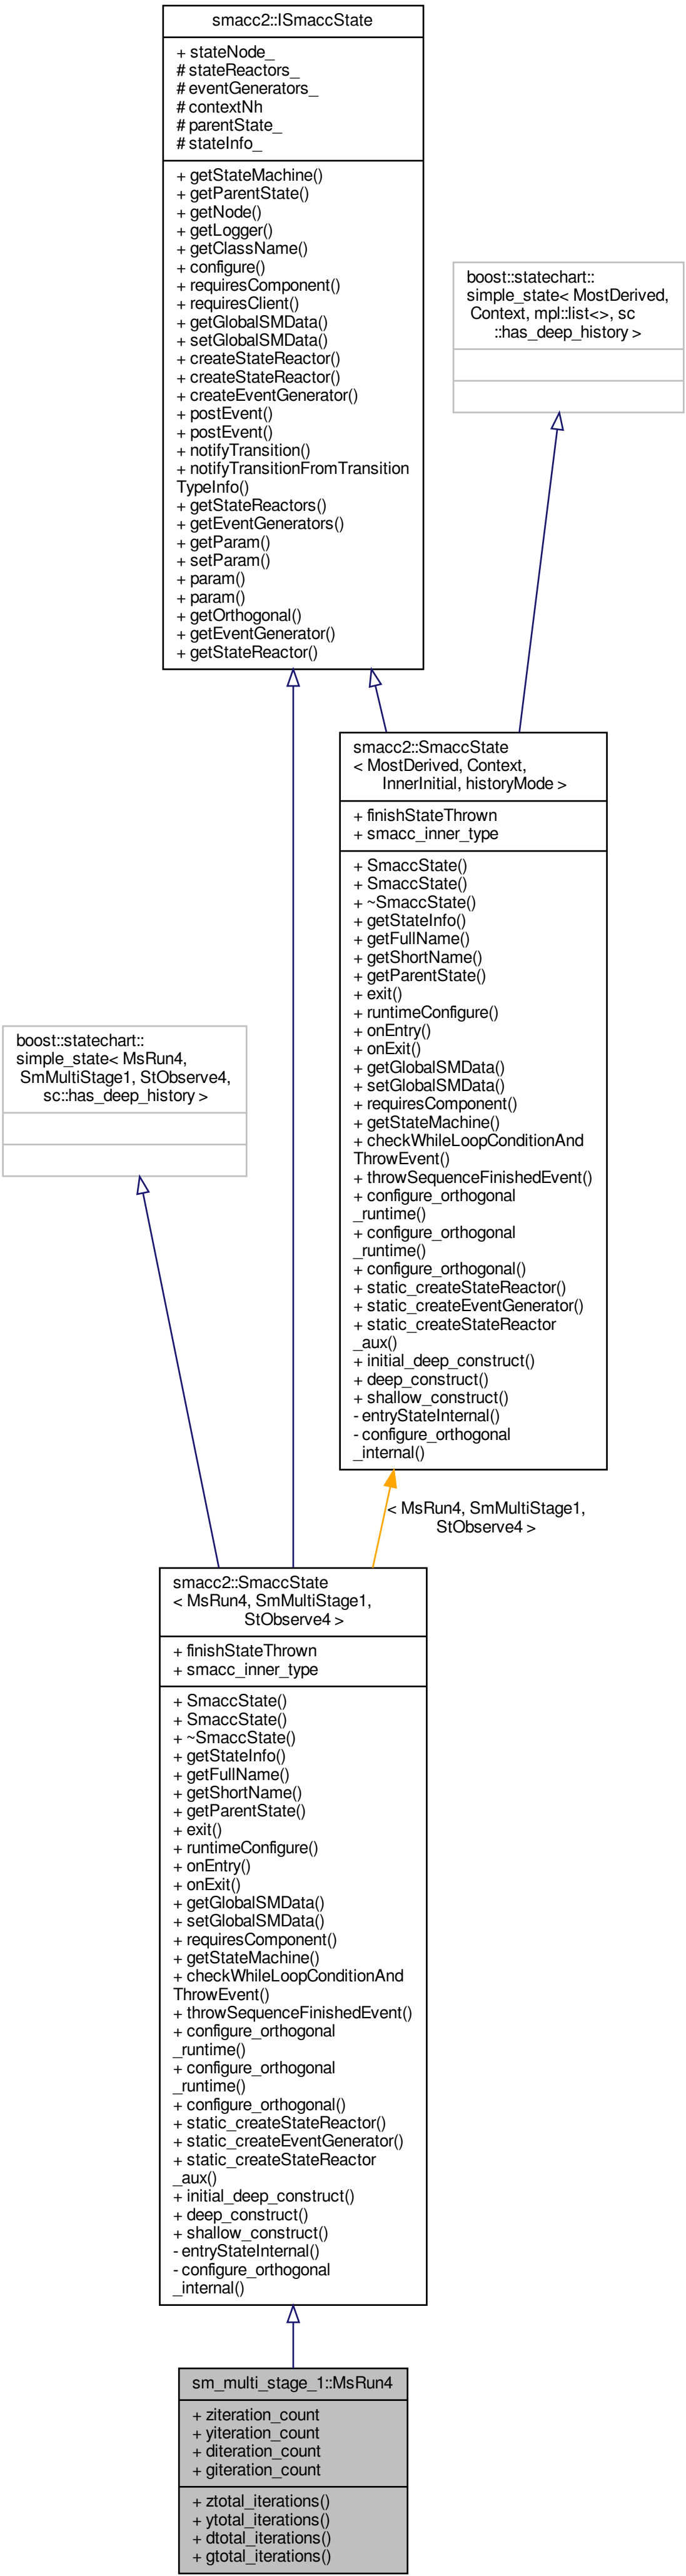 smacc2::ISmaccState
+ stateNode_
# stateReactors_
# eventGenerators_
# contextNh
# parentState_
# stateInfo_
+ getStateMachine()
+ getParentState()
+ getNode()
+ getLogger()
+ getClassName()
+ configure()
+ requiresComponent()
+ requiresClient()
+ getGlobalSMData()
+ setGlobalSMData()
+ createStateReactor()
+ createStateReactor()
+ createEventGenerator()
+ postEvent()
+ postEvent()
+ notifyTransition()
+ notifyTransitionFromTransition
TypeInfo()
+ getStateReactors()
+ getEventGenerators()
+ getParam()
+ setParam()
+ param()
+ param()
+ getOrthogonal()
+ getEventGenerator()
+ getStateReactor()
boost::statechart::
simple_state< MostDerived,
Context, mpl::list<>, sc
::has_deep_history >
smacc2::SmaccState
< MostDerived, Context,
InnerInitial, historyMode >
+ finishStateThrown
+ smacc_inner_type
+ SmaccState()
+ SmaccState()
+ ~SmaccState()
+ getStateInfo()
+ getFullName()
+ getShortName()
+ getParentState()
+ exit()
+ runtimeConfigure()
+ onEntry()
+ onExit()
+ getGlobalSMData()
+ setGlobalSMData()
+ requiresComponent()
+ getStateMachine()
+ checkWhileLoopConditionAnd
ThrowEvent()
+ throwSequenceFinishedEvent()
+ configure_orthogonal
_runtime()
+ configure_orthogonal
_runtime()
+ configure_orthogonal()
+ static_createStateReactor()
+ static_createEventGenerator()
+ static_createStateReactor
_aux()
+ initial_deep_construct()
+ deep_construct()
+ shallow_construct()
- entryStateInternal()
- configure_orthogonal
_internal()
boost::statechart::
simple_state< MsRun4,
SmMultiStage1, StObserve4,
sc::has_deep_history >
< MsRun4, SmMultiStage1,
StObserve4 >
smacc2::SmaccState
< MsRun4, SmMultiStage1,
StObserve4 >
+ finishStateThrown
+ smacc_inner_type
+ SmaccState()
+ SmaccState()
+ ~SmaccState()
+ getStateInfo()
+ getFullName()
+ getShortName()
+ getParentState()
+ exit()
+ runtimeConfigure()
+ onEntry()
+ onExit()
+ getGlobalSMData()
+ setGlobalSMData()
+ requiresComponent()
+ getStateMachine()
+ checkWhileLoopConditionAnd
ThrowEvent()
+ throwSequenceFinishedEvent()
+ configure_orthogonal
_runtime()
+ configure_orthogonal
_runtime()
+ configure_orthogonal()
+ static_createStateReactor()
+ static_createEventGenerator()
+ static_createStateReactor
_aux()
+ initial_deep_construct()
+ deep_construct()
+ shallow_construct()
- entryStateInternal()
- configure_orthogonal
_internal()
sm_multi_stage_1::MsRun4
+ ziteration_count
+ yiteration_count
+ diteration_count
+ giteration_count
+ ztotal_iterations()
+ ytotal_iterations()
+ dtotal_iterations()
+ gtotal_iterations()